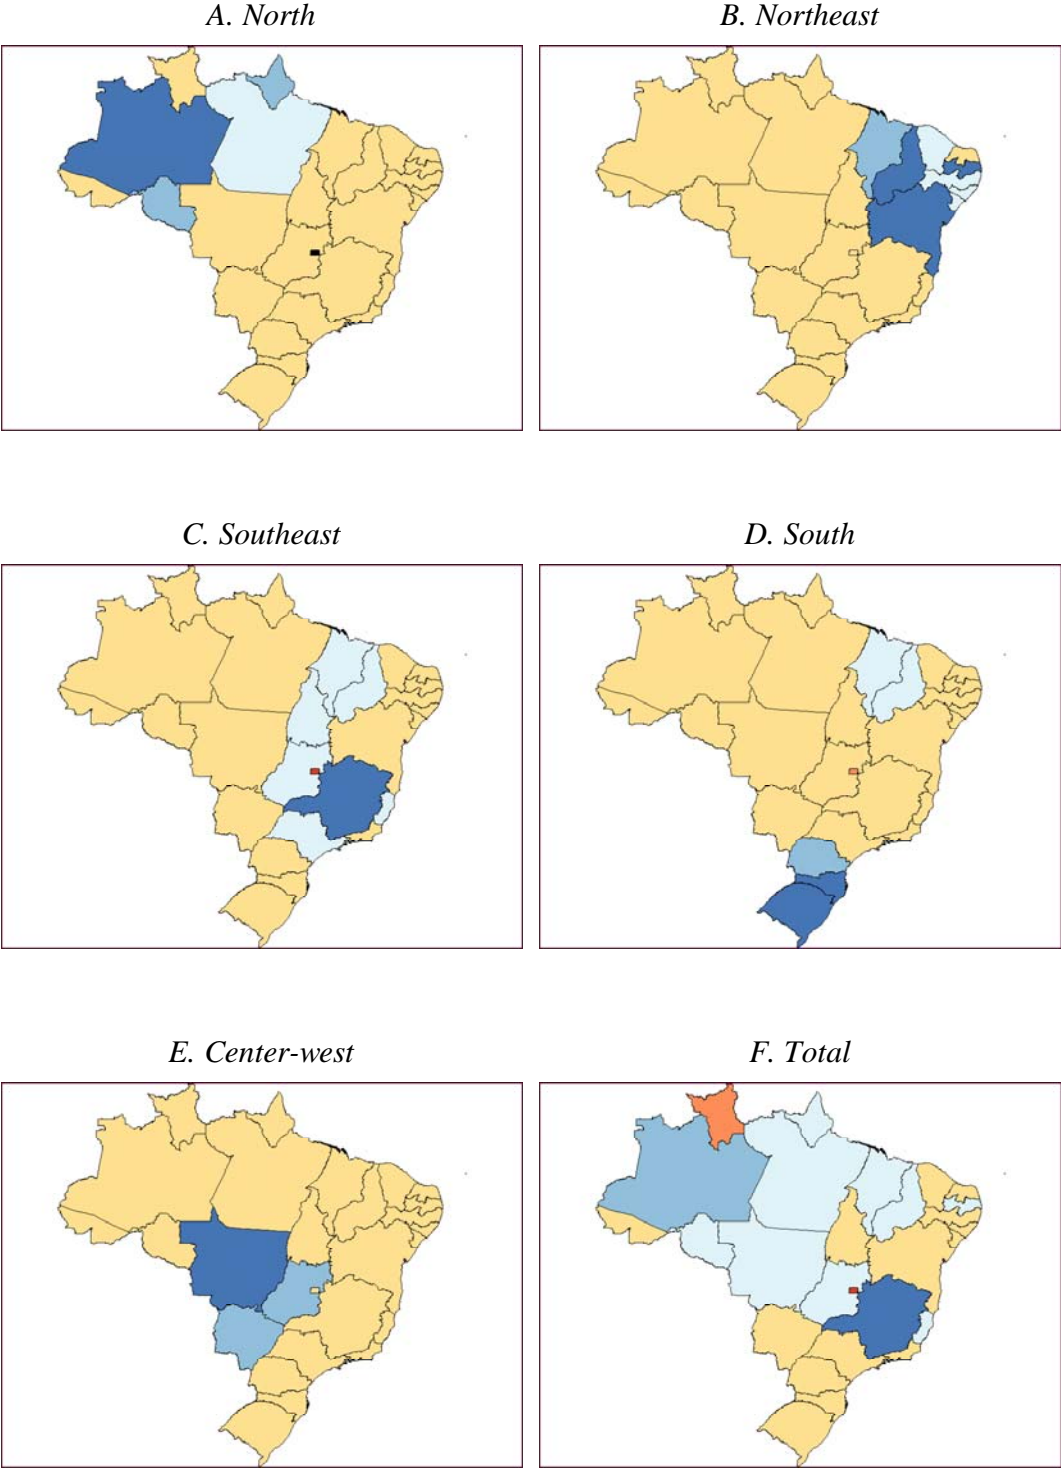 A. North
B. Northeast
C. Southeast
D. South
E. Center-west
F. Total